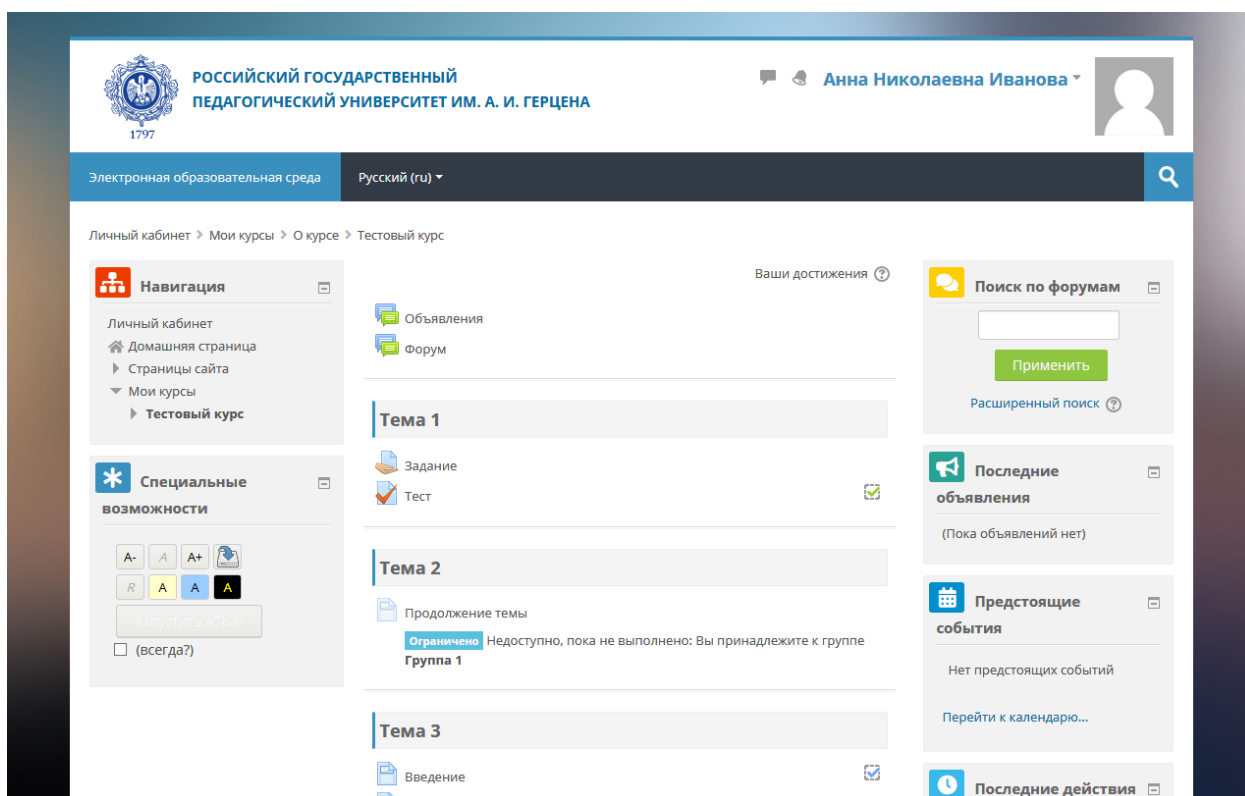 РОССИЙСКИЙ ГОСУДАРСТВЕННЫЙ
ПЕДАГОГИЧЕСКИЙ УНИВЕРСИТЕТ ИМ. А. И. ГЕРЦЕНА
1797
Анна Николаевна Иванова
Электронная образовательная среда
Русский (ru)
Личный кабинет
Мои курсы
О курсе
Тестовый курс
Навигация
Личный кабинет
Домашняя страница
Страницы сайта
Мои курсы
Тестовый курс
Специальные
возможности
A- A A+
R A A A
Запустить ATbar
(всегда?)
Ваши достижения
Объявления
Форум
Тема 1
Задание
Тест
Тема 2
Продолжение темы
Ограничено Недоступно, пока не выполнено: Вы принадлежите к группе
Группа 1
Тема 3
Введение
Поиск по форумам
Применить
Расширенный поиск
Последние
объявления
(Пока объявлений нет)
Предстоящие
события
Нет предстоящих событий
Перейти к календарю...
Последние действия